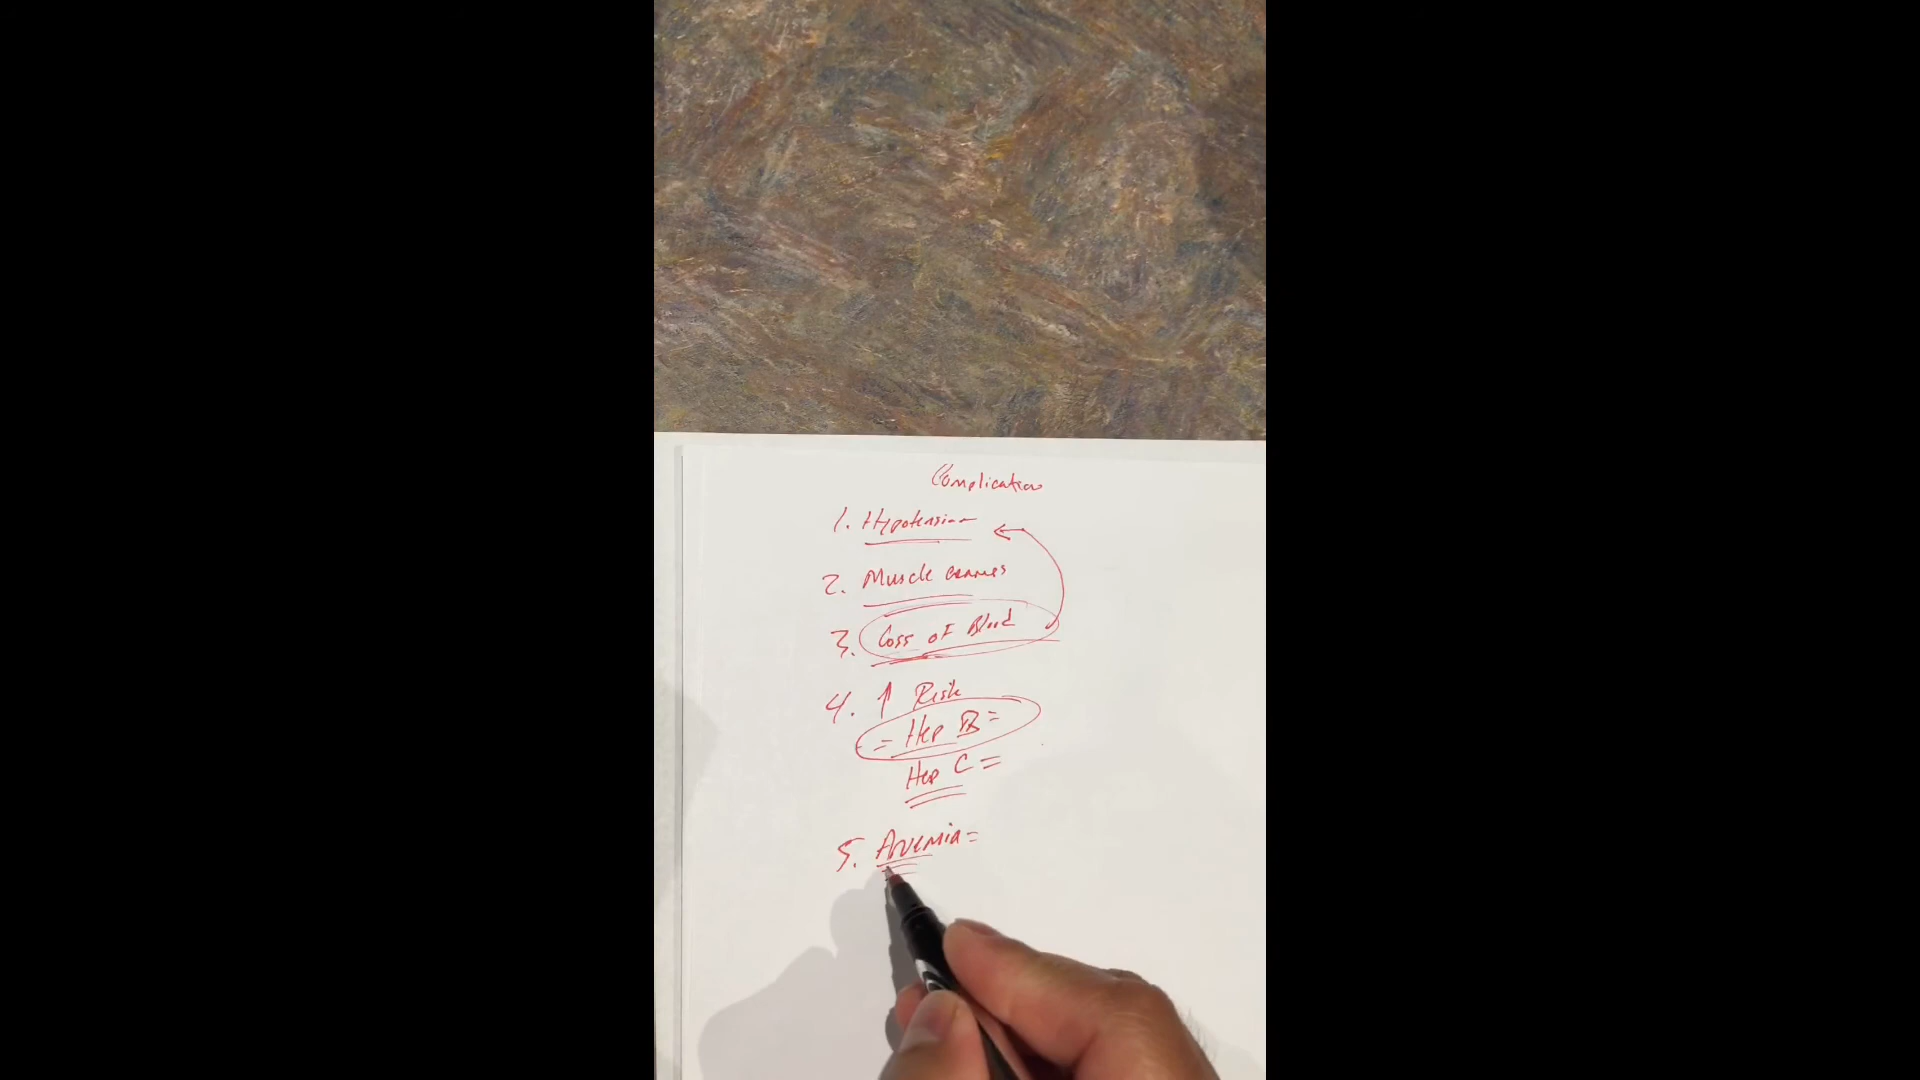 Complications
1. Hypotension
2. Muscle cramps
3. Loss of Blood
4. ↑ Risk
= Hep B =
Hep C =
5. Anemia =